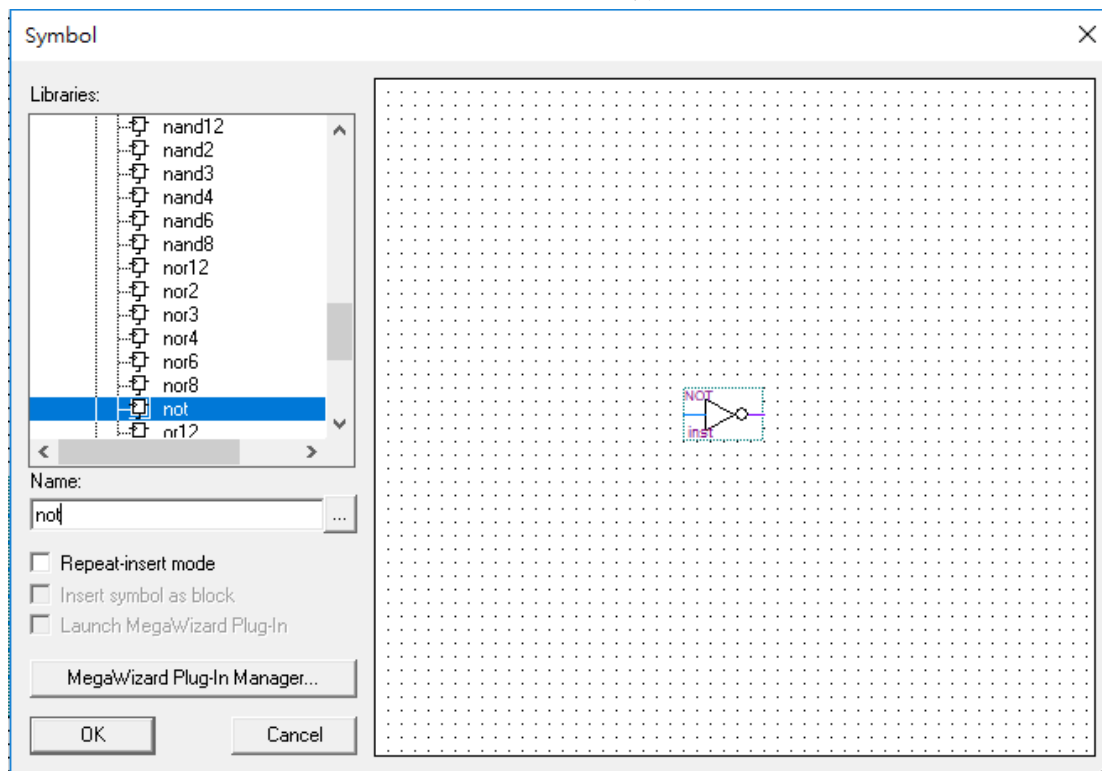 Symbol
Libraries:
nand12
nand2
nand3
nand4
nand6
nand8
nor12
nor2
nor3
nor4
nor6
nor8
not
or12
Name:
not
...
Repeat-insert mode
Insert symbol as block
Launch MegaWizard Plug-In
MegaWizard Plug-In Manager...
OK
Cancel
NOT
inst